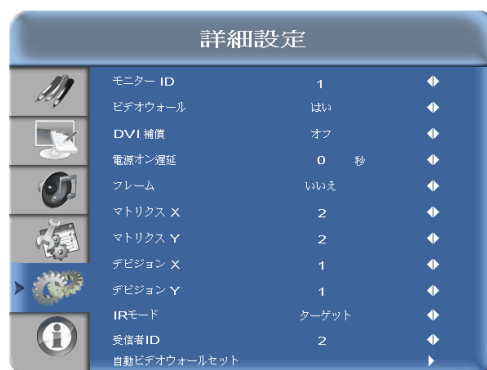 詳細設定
モニター ID 1
ビデオウォール はい
DVI 補償 オフ
電源オン遅延 0 秒
フレーム いいえ
マトリクス X 2
マトリクス Y 2
デビジョン X 1
デビジョン Y 1
IRモード クーゲット
受信者ID 2
自動ビデオウォールセット